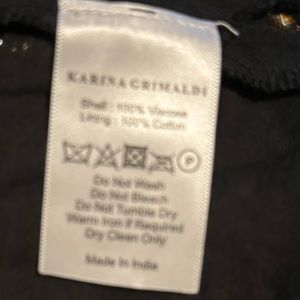 KARINA GRIMALDI
Shell : 100% Viscose
Lining : 100% Cotton
P
Do Not Wash
Do Not Bleach
Do Not Tumble Dry
Warm Iron if Required
Dry Clean Only
Made In India